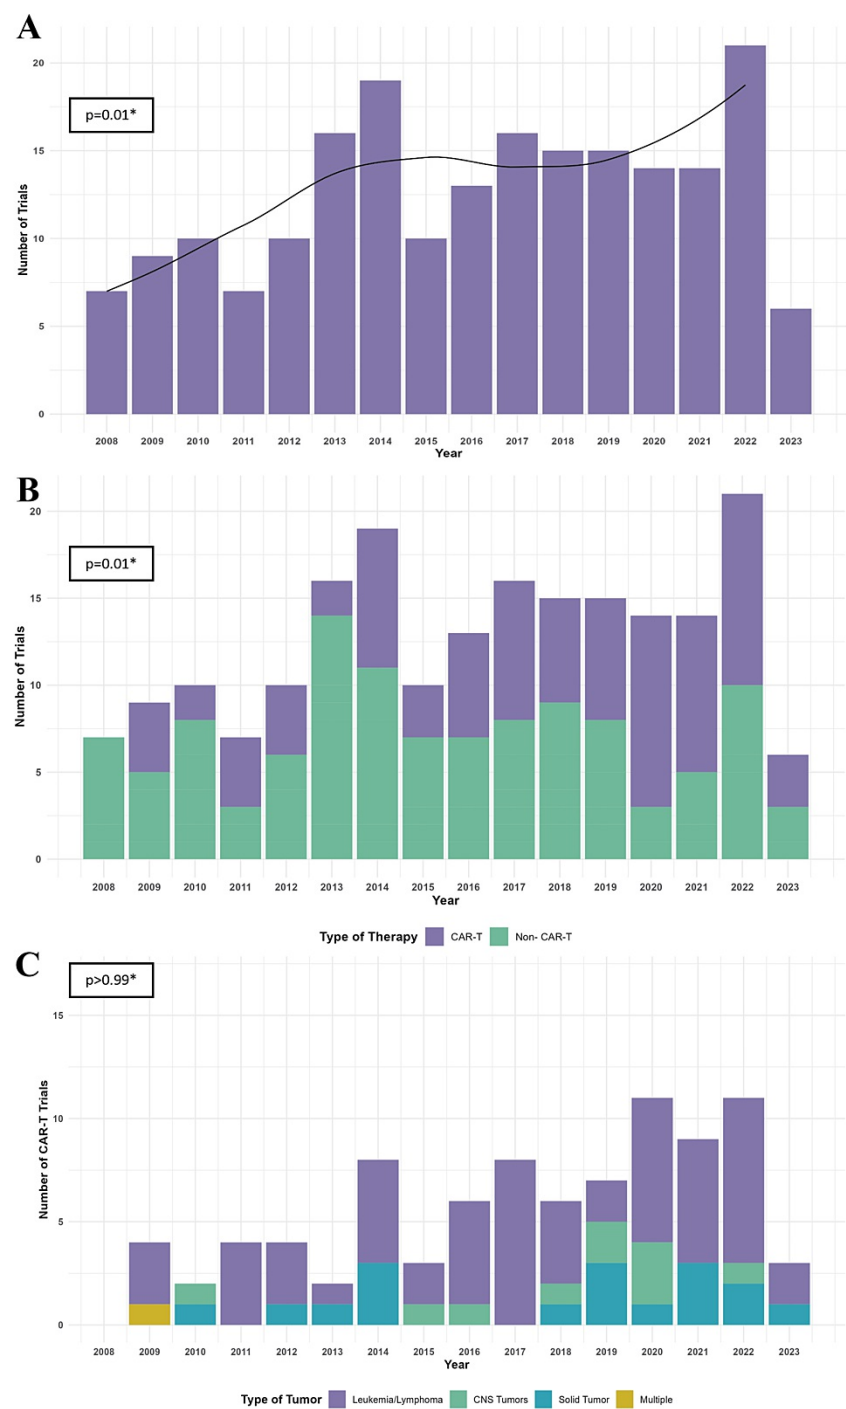 A
p=0.01*
Number of Trials
20
15
10
5
0
2008 2009 2010 2011 2012 2013 2014 2015 2016 2017 2018 2019 2020 2021 2022 2023
Year
B
p=0.01*
Number of Trials
20
15
10
5
0
2008 2009 2010 2011 2012 2013 2014 2015 2016 2017 2018 2019 2020 2021 2022 2023
Year
Type of Therapy CAR-T Non- CAR-T
C
p>0.99*
Number of CAR-T Trials
15
10
5
0
2008 2009 2010 2011 2012 2013 2014 2015 2016 2017 2018 2019 2020 2021 2022 2023
Year
Type of Tumor Leukemia/Lymphoma CNS Tumors Solid Tumor Multiple